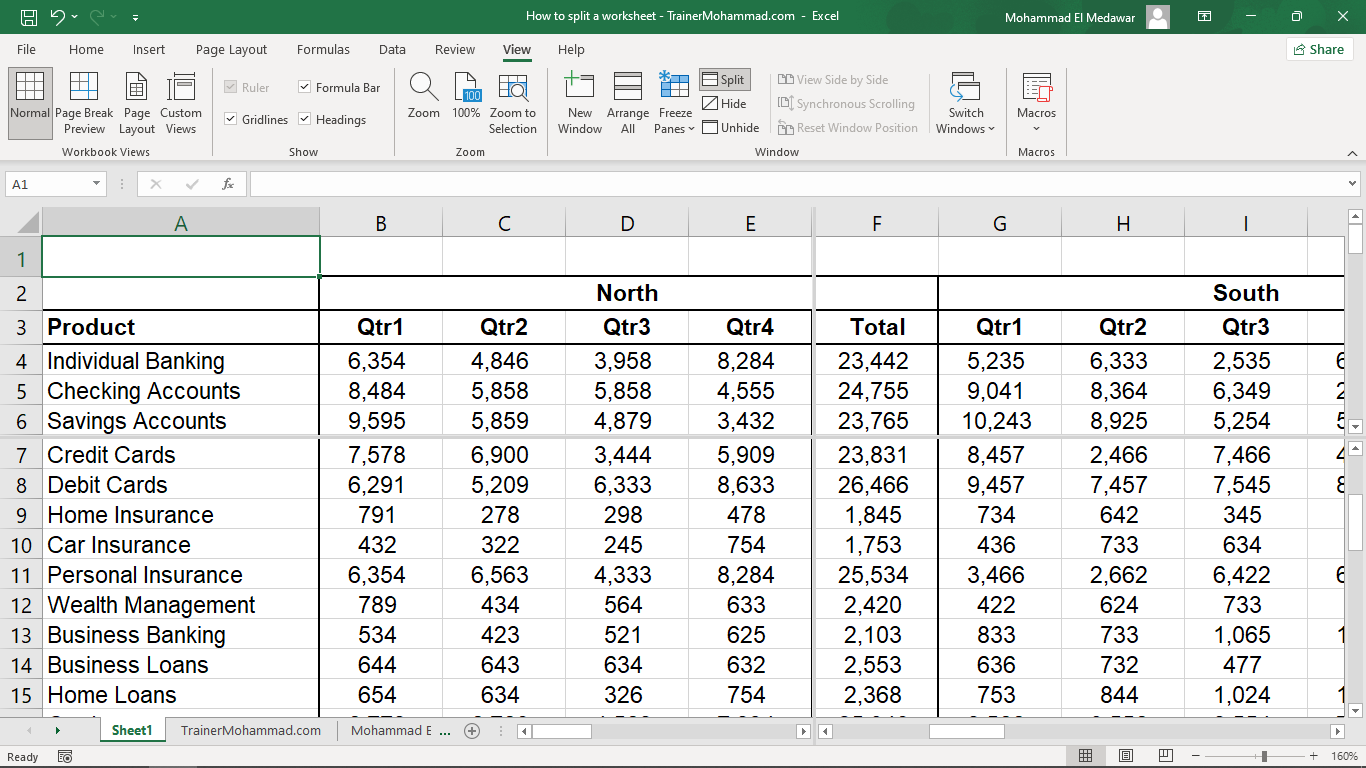 How to split a worksheet - TrainerMohammad.com - Excel
Mohammad El Medawar
File Home Insert Page Layout Formulas Data Review View Help Share
Normal Page Break Preview Page Layout Custom Views
Workbook Views
Ruler Formula Bar
Gridlines Headings
Show
Zoom 100% Zoom to Selection
100
Zoom
New Window Arrange All Freeze Panes
Split
Hide
Unhide
View Side by Side
Synchronous Scrolling
Reset Window Position
Switch Windows
Window
Macros
Macros
A1 fx
A B C D E F G H I
1
2 North South
3 Product Qtr1 Qtr2 Qtr3 Qtr4 Total Qtr1 Qtr2 Qtr3
4 Individual Banking 6,354 4,846 3,958 8,284 23,442 5,235 6,333 2,535
5 Checking Accounts 8,484 5,858 5,858 4,555 24,755 9,041 8,364 6,349
6 Savings Accounts 9,595 5,859 4,879 3,432 23,765 10,243 8,925 5,254
7 Credit Cards 7,578 6,900 3,444 5,909 23,831 8,457 2,466 7,466
8 Debit Cards 6,291 5,209 6,333 8,633 26,466 9,457 7,457 7,545
9 Home Insurance 791 278 298 478 1,845 734 642 345
10 Car Insurance 432 322 245 754 1,753 436 733 634
11 Personal Insurance 6,354 6,563 4,333 8,284 25,534 3,466 2,662 6,422
12 Wealth Management 789 434 564 633 2,420 422 624 733
13 Business Banking 534 423 521 625 2,103 833 733 1,065
14 Business Loans 644 643 634 632 2,553 636 732 477
15 Home Loans 654 634 326 754 2,368 753 844 1,024
Sheet1 TrainerMohammad.com Mohammad E ...
Ready 160%